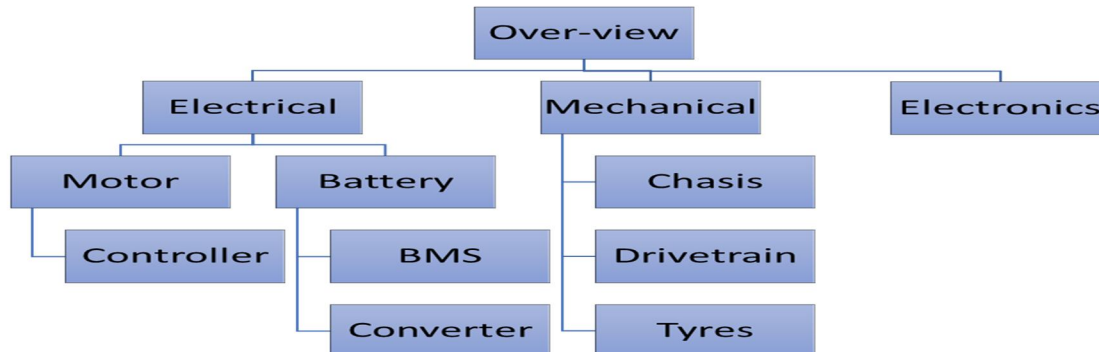 Over-view
Electrical
Mechanical
Electronics
Motor
Battery
Chasis
Controller
BMS
Drivetrain
Converter
Tyres